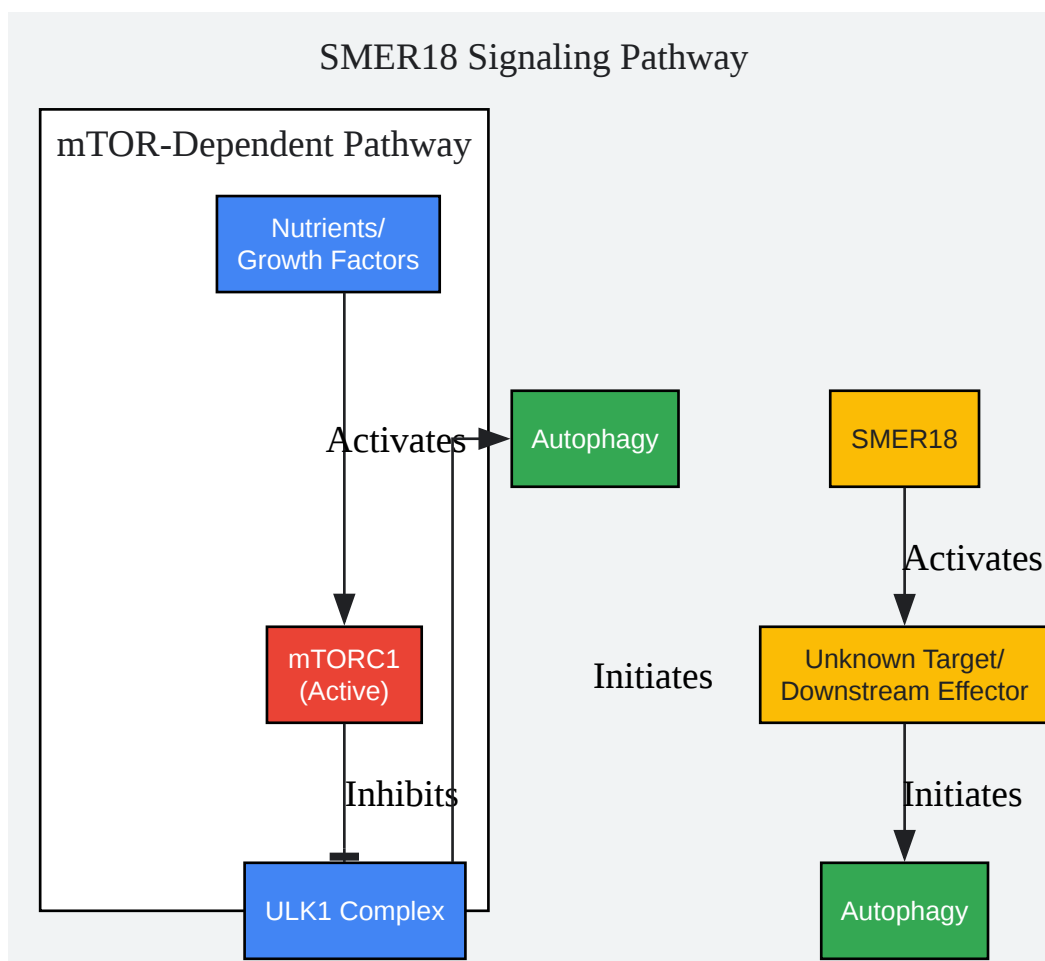 SMER18 Signaling Pathway
mTOR-Dependent Pathway
Nutrients/
Growth Factors
Activates
Autophagy
SMER18
Activates
mTORC1
(Active)
Initiates
Unknown Target/
Downstream Effector
Inhibits
Initiates
ULK1 Complex
Autophagy